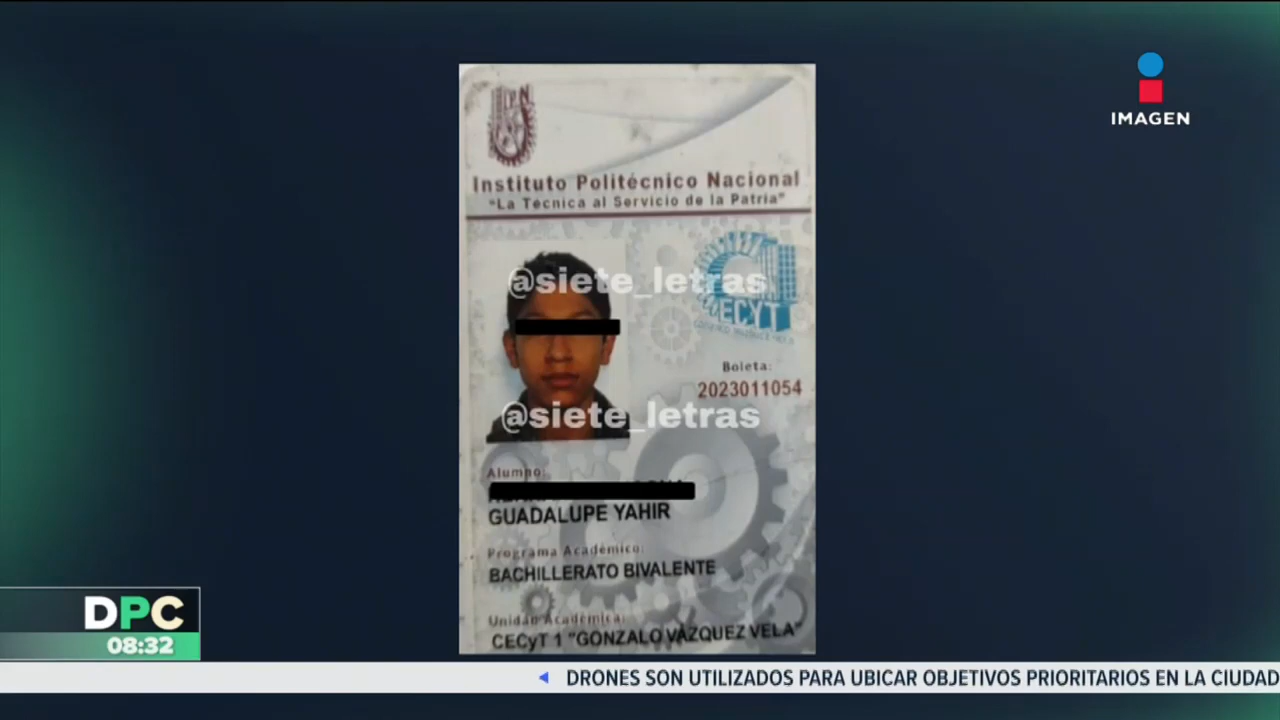 IMAGEN
IPN
Instituto Politécnico Nacional
"La Técnica al Servicio de la Patria"
@siete_letras
CECYT
Boleta:
2023011054
@siete_letras
Alumno:
GUADALUPE YAHIR
Programa Académico:
BACHILLERATO BIVALENTE
Unidad Académica:
CECyT 1 "GONZALO VÁZQUEZ VELA"
DPC
08:32
DRONES SON UTILIZADOS PARA UBICAR OBJETIVOS PRIORITARIOS EN LA CIUDAD